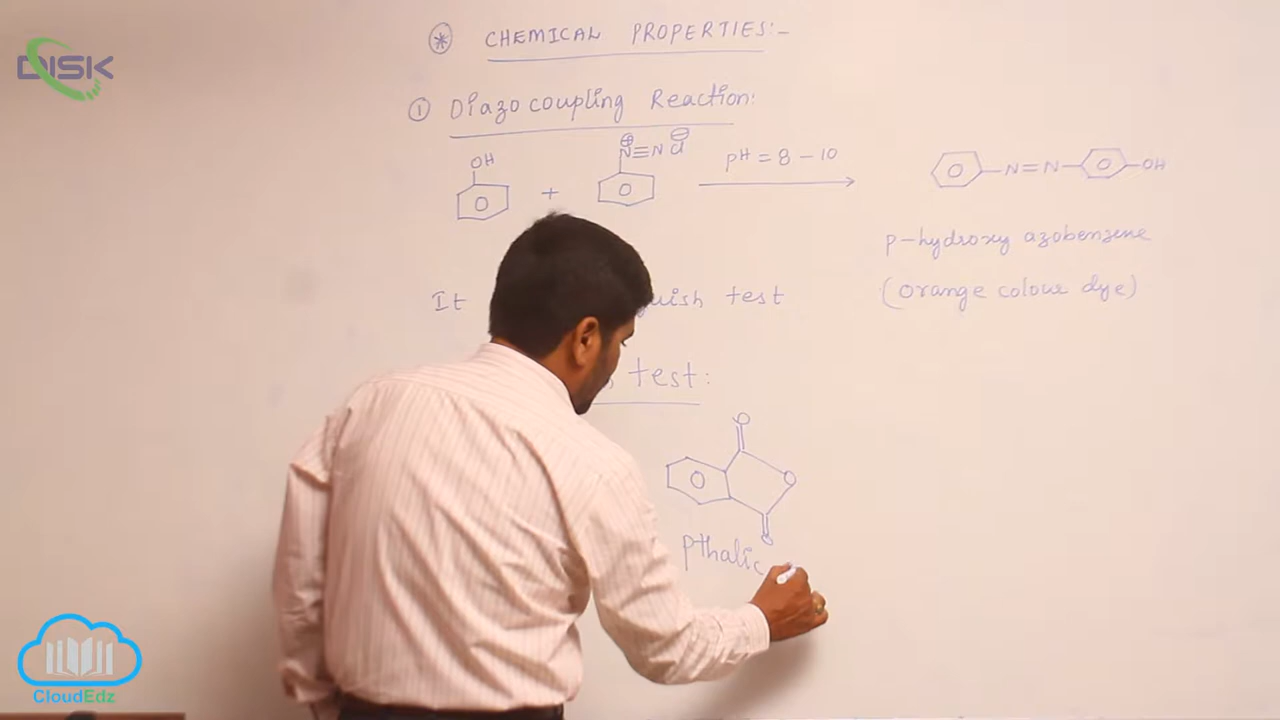 DISK
* CHEMICAL PROPERTIES:-
① Diazo coupling Reaction:
OH
N≡N Cl
pH = 8 - 10
N=N
OH
+
p-hydroxy azobenzene
(orange colour dye)
It
test
test:
O
O
O
pthalic
CloudEdz